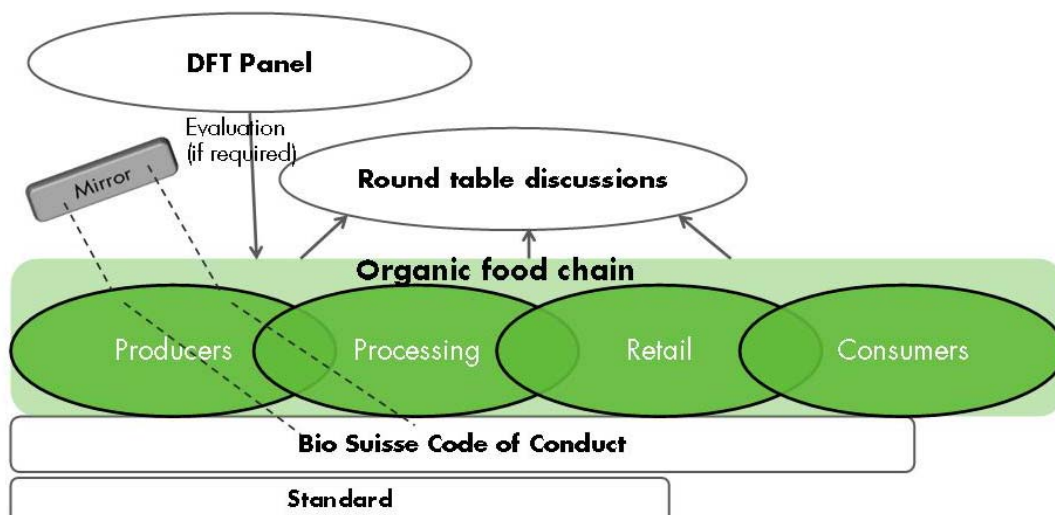 DFT Panel
Evaluation
(if required)
Mirror
Round table discussions
Organic food chain
Producers
Processing
Retail
Consumers
Bio Suisse Code of Conduct
Standard